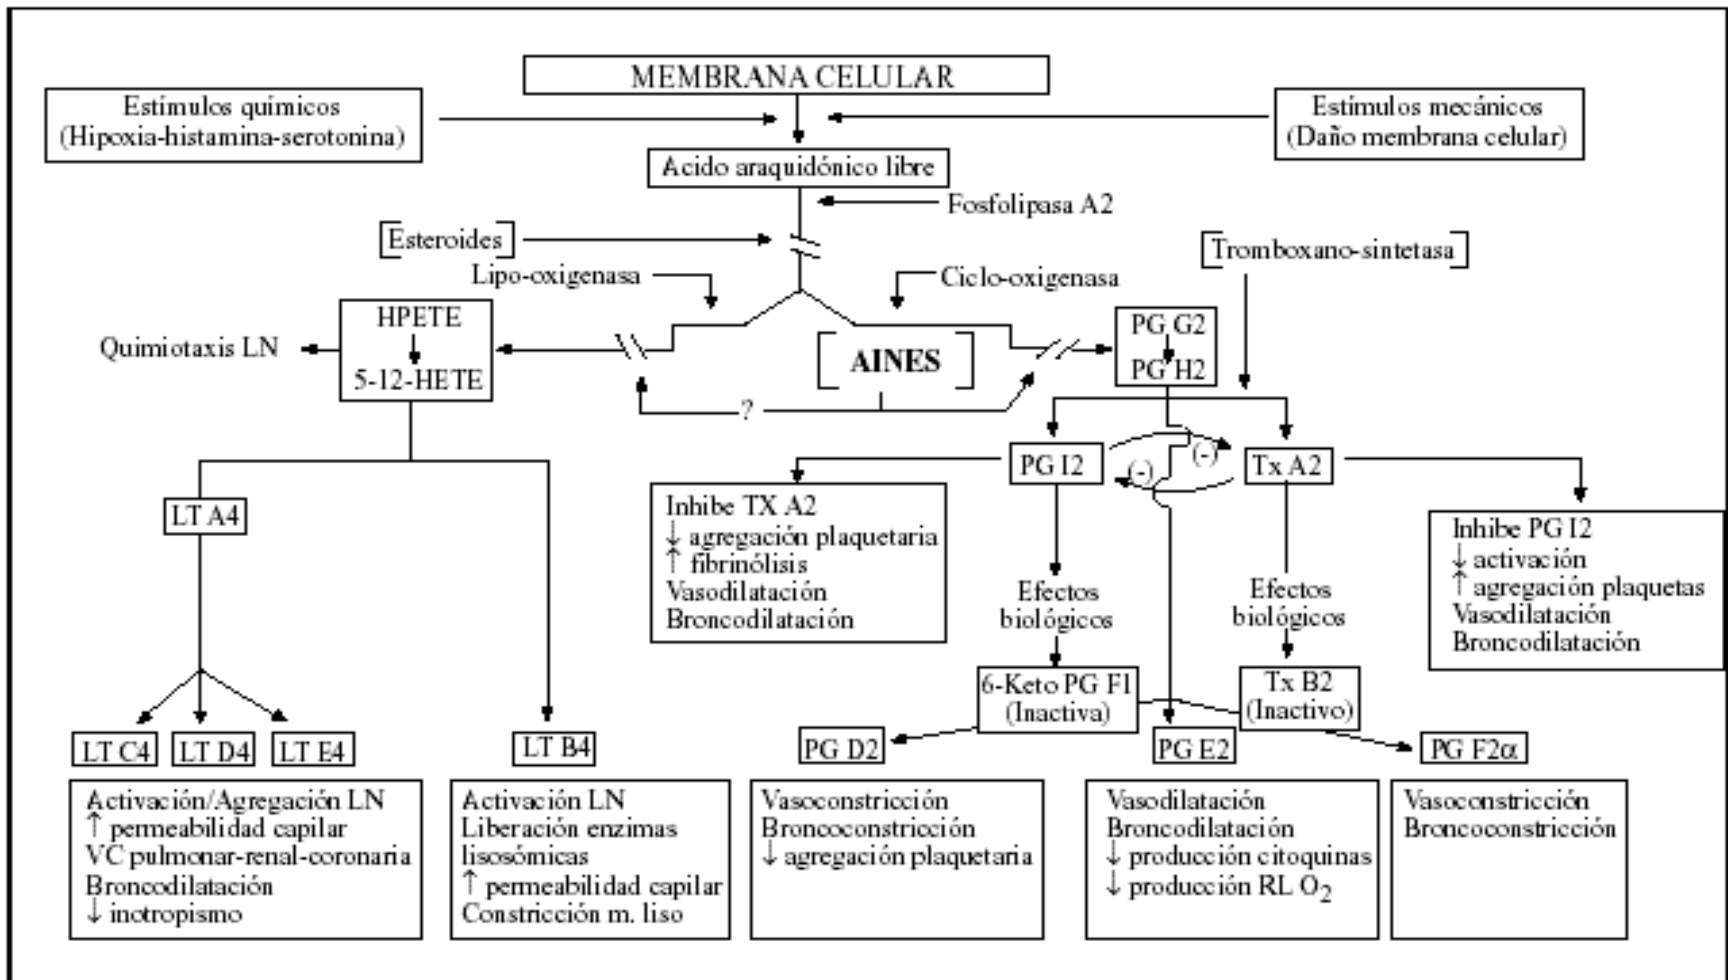 MEMBRANA CELULAR
Estímulos químicos
(Hipoxia-histamina-serotonina)
Estímulos mecánicos
(Daño membrana celular)
Acido araquidónico libre
Fosfolipasa A2
Esteroides
Tromboxano-sintetasa
Lipo-oxigenasa
Ciclo-oxigenasa
HPETE
5-12-HETE
Quimiotaxis LN
AINES
?
PG G2
PG H2
PG I2
(-)
(-)
Tx A2
LT A4
Inhibe TX A2
↓ agregación plaquetaria
↑ fibrinólisis
Vasodilatación
Broncodilatación
Efectos
biológicos
Efectos
biológicos
Inhibe PG I2
↓ activación
↑ agregación plaquetas
Vasodilatación
Broncodilatación
6-Keto PG F1
(Inactiva)
Tx B2
(Inactivo)
LT C4
LT D4
LT E4
LT B4
PG D2
PG E2
PG F2α
Activación/Agregación LN
↑ permeabilidad capilar
VC pulmonar-renal-coronaria
Broncodilatación
↓ inotropismo
Activación LN
Liberación enzimas
lisosómicas
↑ permeabilidad capilar
Constricción m. liso
Vasoconstricción
Broncoconstricción
↓ agregación plaquetaria
Vasodilatación
Broncodilatación
↓ producción citoquinas
↓ producción RL O₂
Vasoconstricción
Broncoconstricción